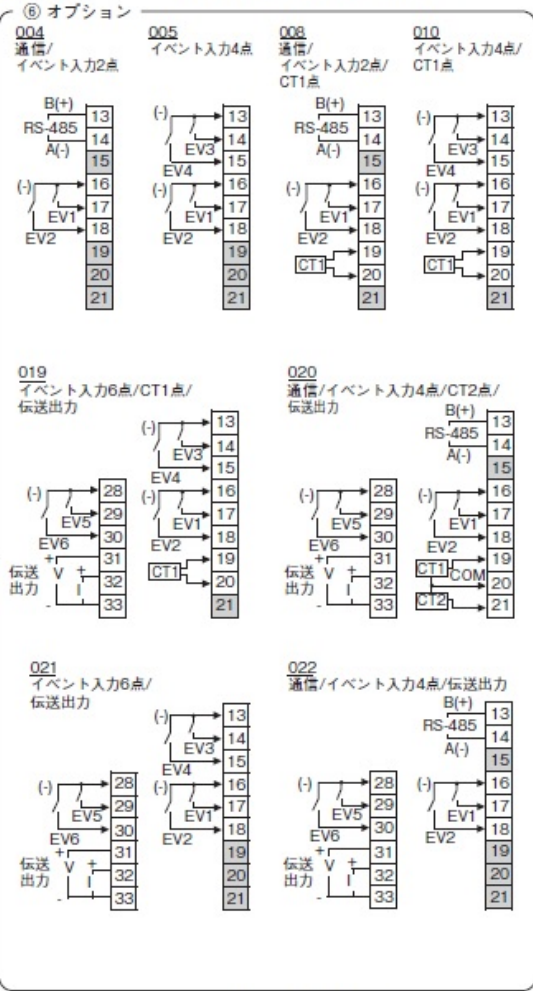 ⑥ オプション
004
通信/
イベント入力2点
B(+)
RS-485
A(-)
(-)
EV1
EV2
13
14
15
16
17
18
19
20
21
005
イベント入力4点
(-)
EV3
EV4
(-)
EV1
EV2
13
14
15
16
17
18
19
20
21
008
通信/
イベント入力2点/
CT1点
B(+)
RS-485
A(-)
(-)
EV1
EV2
CT1
13
14
15
16
17
18
19
20
21
010
イベント入力4点/
CT1点
(-)
EV3
EV4
(-)
EV1
EV2
CT1
13
14
15
16
17
18
19
20
21
019
イベント入力6点/CT1点/
伝送出力
(-)
EV5
EV6
伝送
出力
+
V
+
I
-
28
29
30
31
32
33
(-)
EV3
EV4
(-)
EV1
EV2
CT1
13
14
15
16
17
18
19
20
21
020
通信/イベント入力4点/CT2点/
伝送出力
(-)
EV5
EV6
伝送
出力
+
V
+
I
-
28
29
30
31
32
33
B(+)
RS-485
A(-)
(-)
EV1
EV2
CT1
COM
CT2
13
14
15
16
17
18
19
20
21
021
イベント入力6点/
伝送出力
(-)
EV5
EV6
伝送
出力
+
V
+
I
-
28
29
30
31
32
33
(-)
EV3
EV4
(-)
EV1
EV2
13
14
15
16
17
18
19
20
21
022
通信/イベント入力4点/伝送出力
(-)
EV5
EV6
伝送
出力
+
V
+
I
-
28
29
30
31
32
33
B(+)
RS-485
A(-)
(-)
EV1
EV2
13
14
15
16
17
18
19
20
21